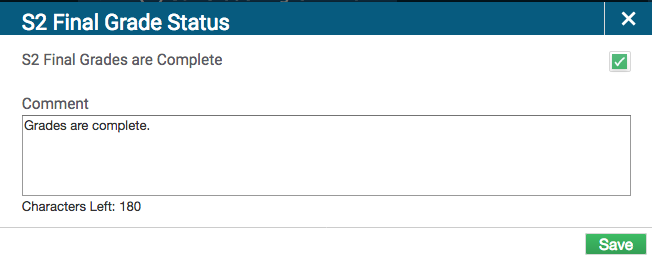 S2 Final Grade Status
S2 Final Grades are Complete
Comment
Grades are complete.
Characters Left: 180
Save